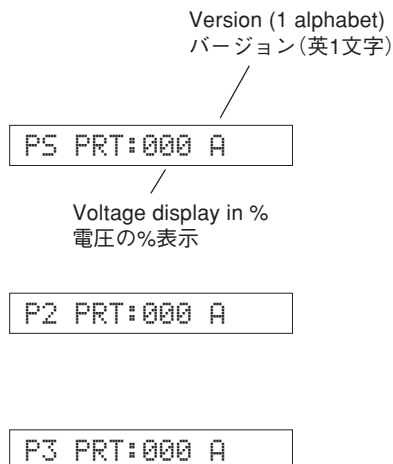 Version (1 alphabet)
バージョン(英1文字)
PS PRT:000 A
Voltage display in %
電圧の%表示
P2 PRT:000 A
P3 PRT:000 A